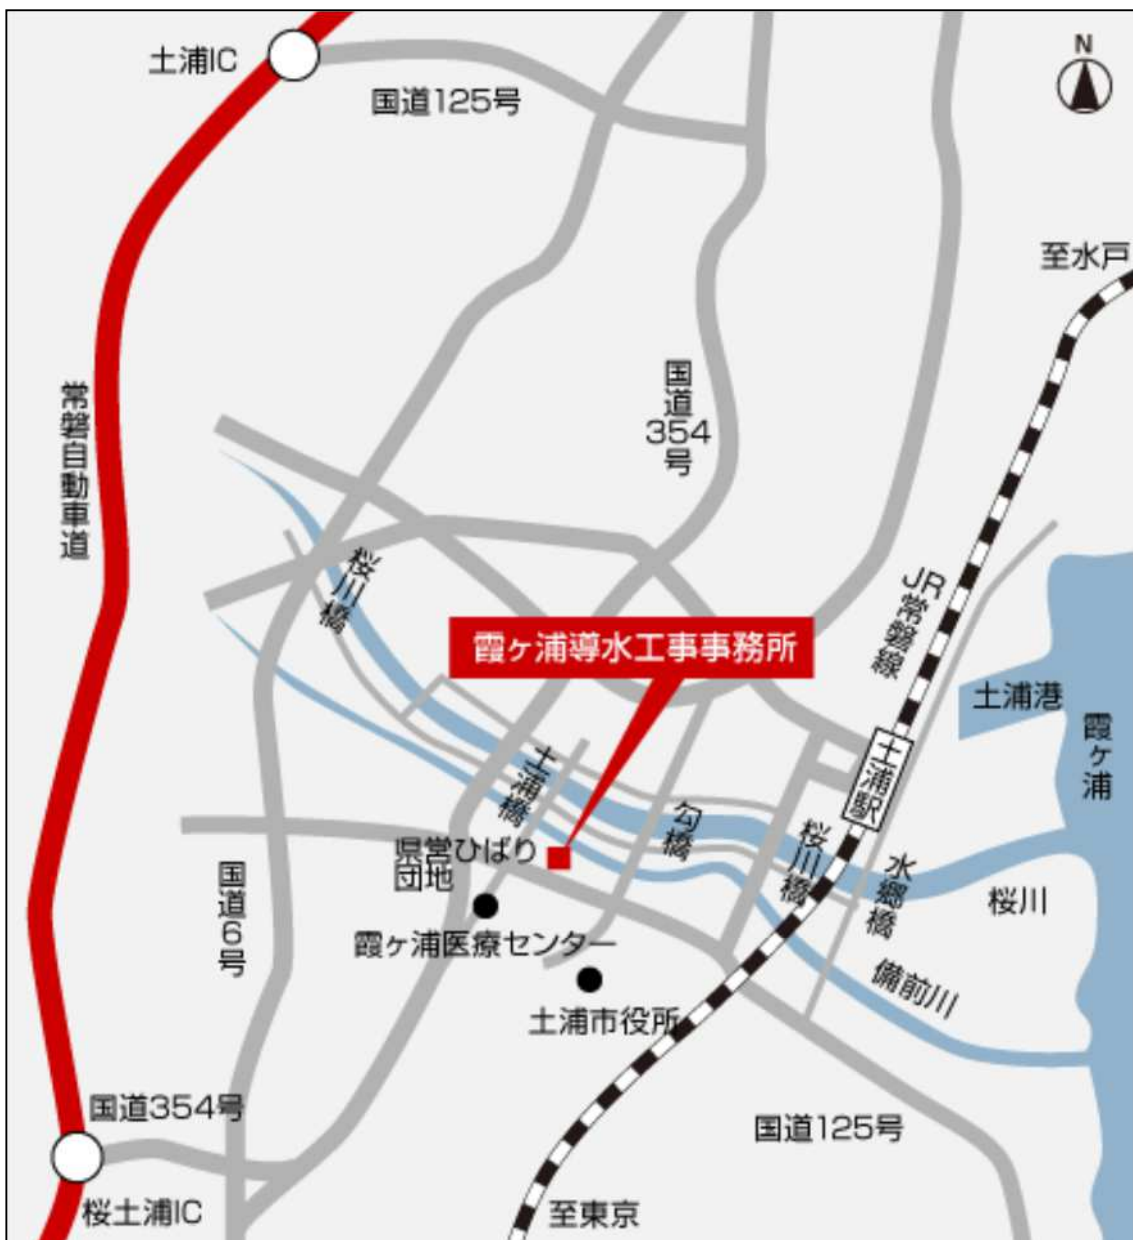 土浦IC
国道125号
N
至水戸
国道354号
常磐自動車道
桜川橋
JR常磐線
霞ヶ浦導水工事事務所
土浦港
霞ヶ浦
土浦駅
土浦橋
匂橋
桜川橋
水郷橋
県営ひばり
団地
国道6号
桜川
霞ヶ浦医療センター
備前川
土浦市役所
国道354号
国道125号
桜土浦IC
至東京